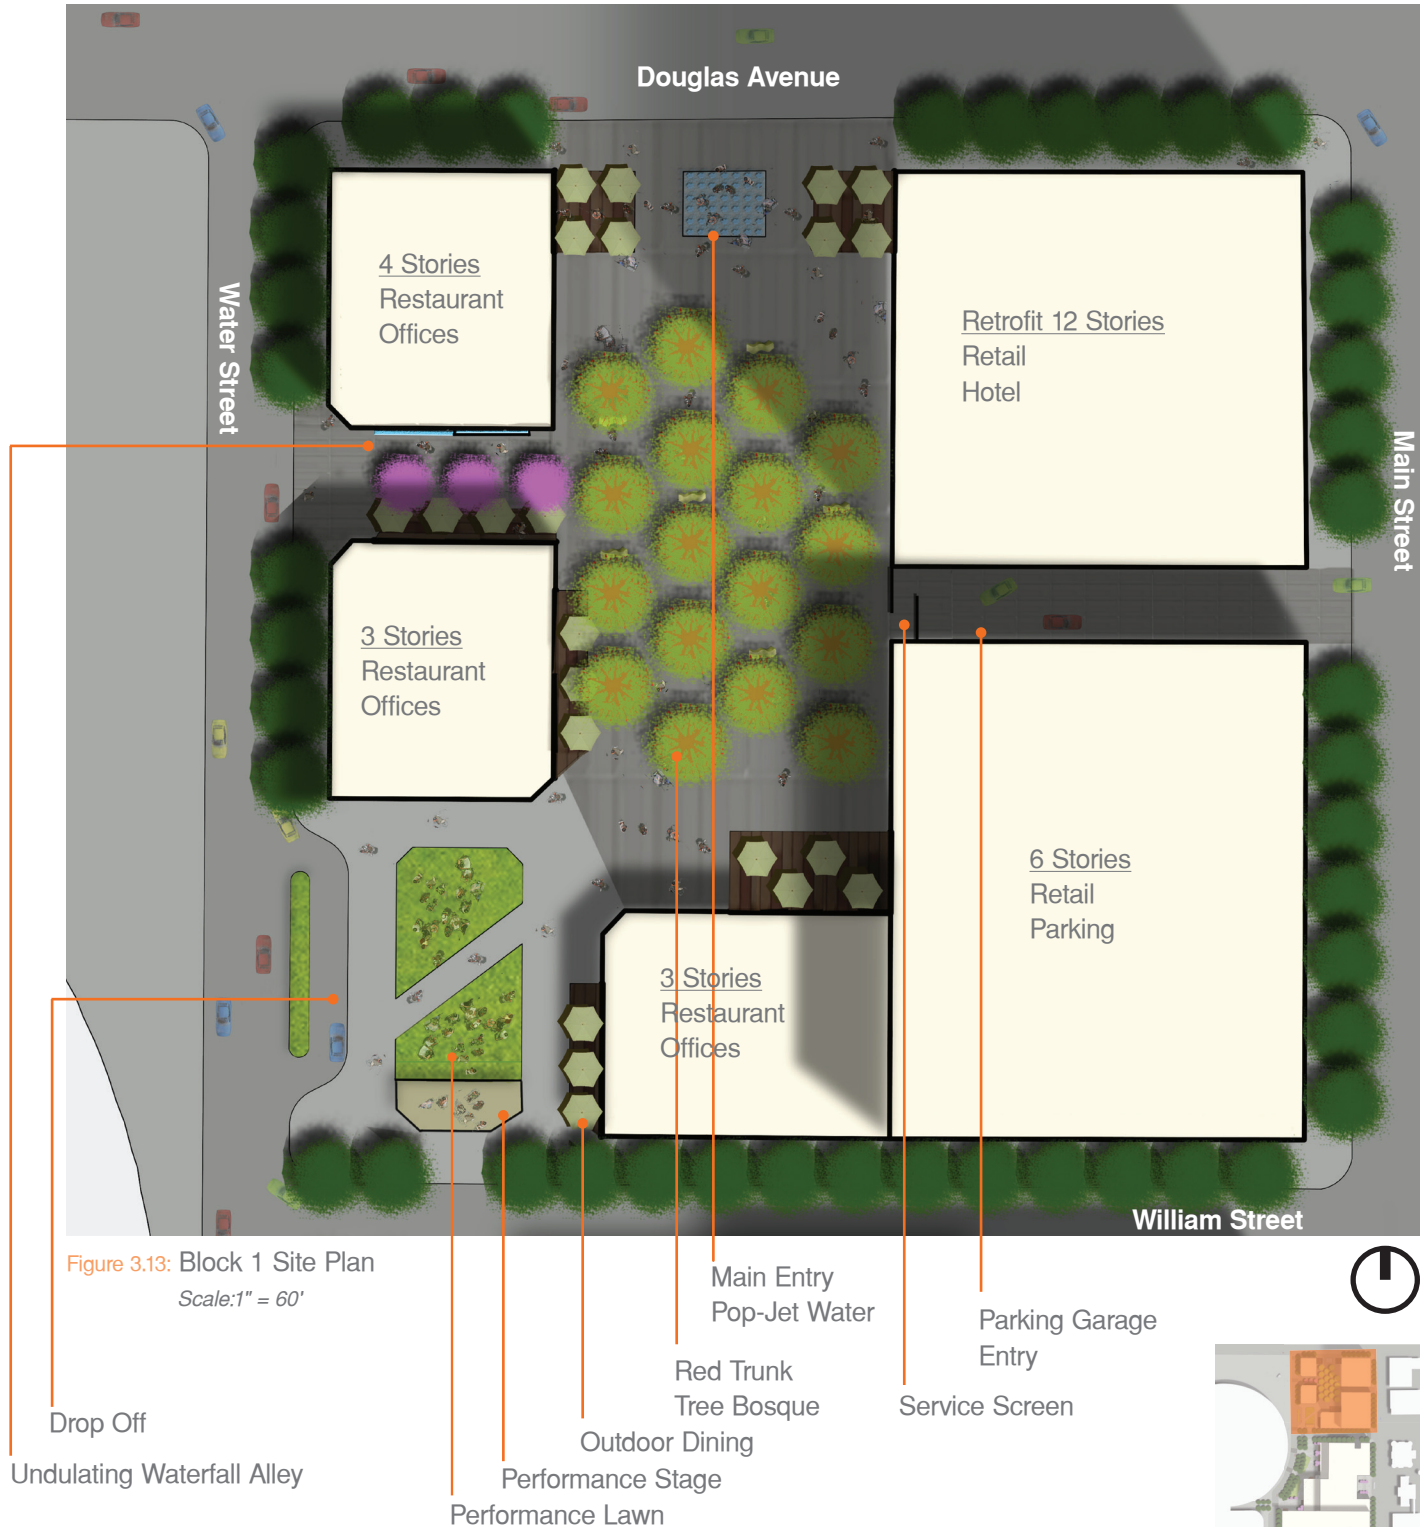 Douglas Avenue
4 Stories
Restaurant
Offices
Water Street
Retrofit 12 Stories
Retail
Hotel
Main Street
3 Stories
Restaurant
Offices
6 Stories
Retail
Parking
3 Stories
Restaurant
Offices
William Street
Figure 3.13: Block 1 Site Plan
Scale:1" = 60'
Main Entry
Pop-Jet Water
Parking Garage
Entry
Red Trunk
Tree Bosque
Service Screen
Drop Off
Outdoor Dining
Undulating Waterfall Alley
Performance Stage
Performance Lawn